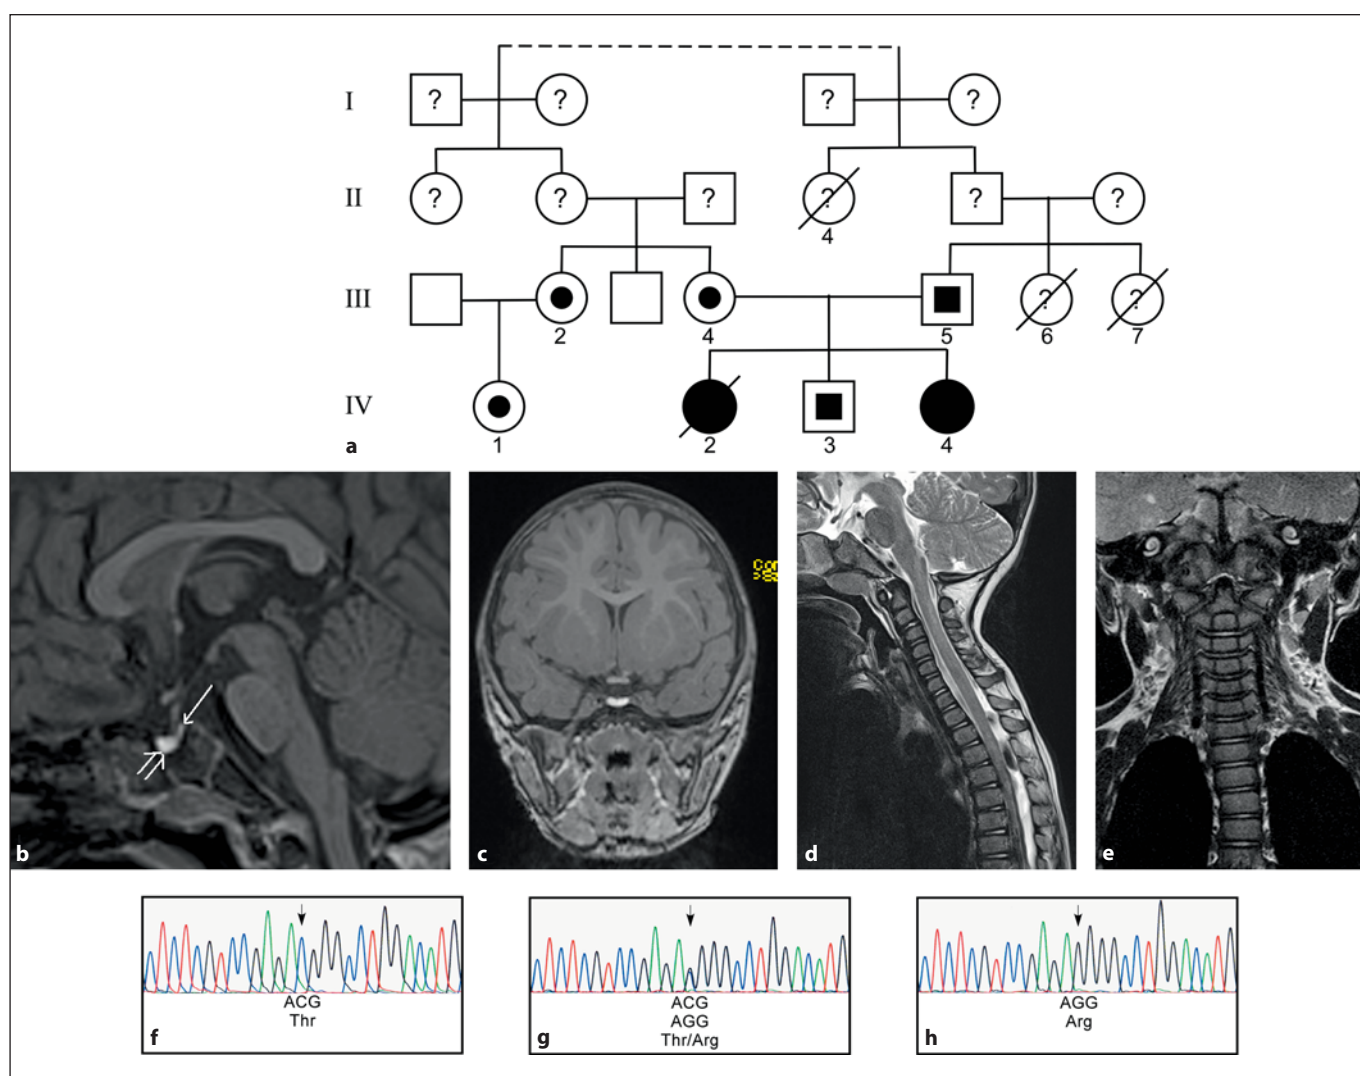 I
? ? ? ?
II
? ? ? ? ? ?
4
III
? ?
2 4 5 6 7
IV
1 2 3 4
a
b c d e
ACG
Thr
f
ACG
AGG
Thr/Arg
g
AGG
Arg
h